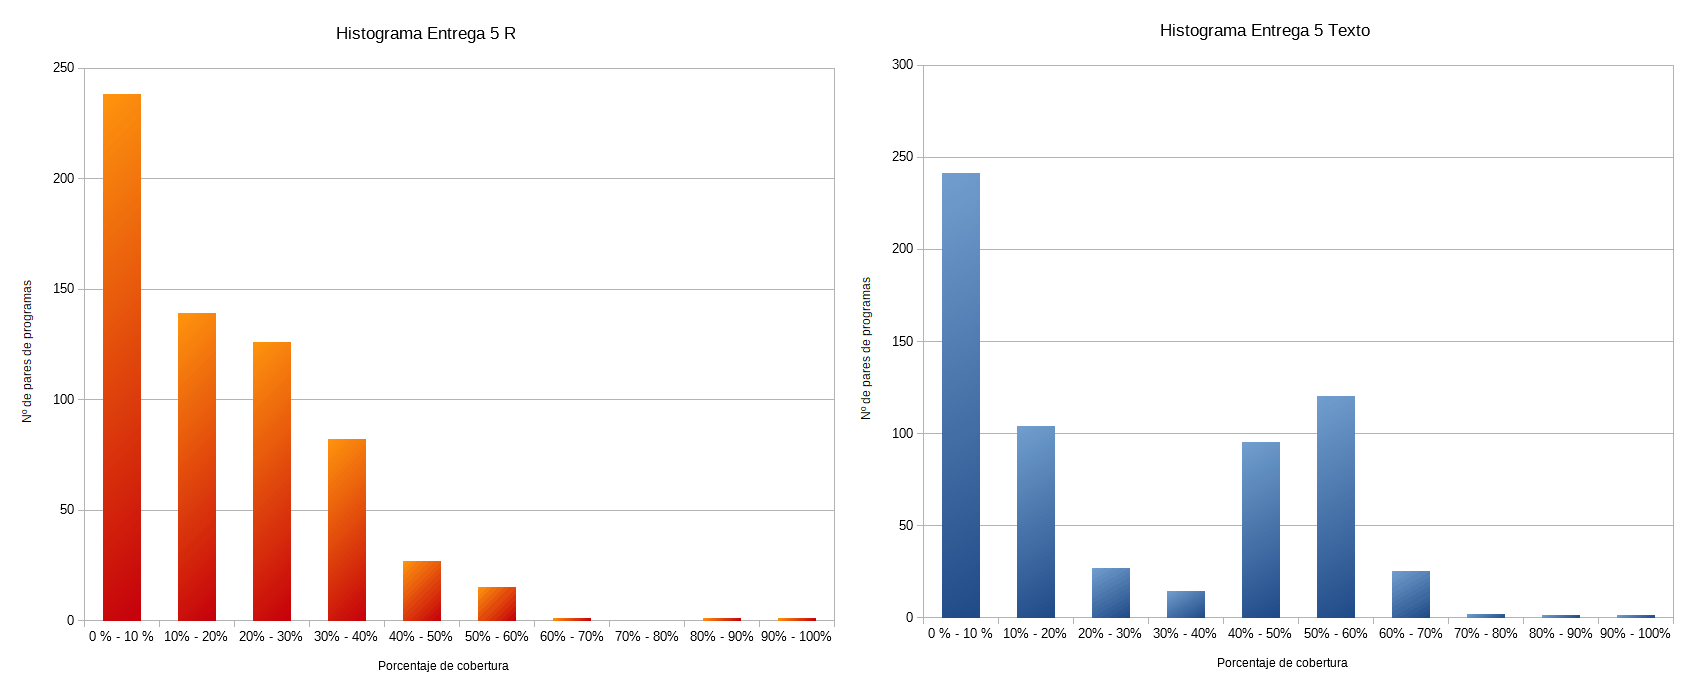 Histograma Entrega 5 R
250
200
150
100
50
0
Nº de pares de programas
0 % - 10 % 10% - 20% 20% - 30% 30% - 40% 40% - 50% 50% - 60% 60% - 70% 70% - 80% 80% - 90% 90% - 100%
Porcentaje de cobertura
Histograma Entrega 5 Texto
300
250
200
150
100
50
0
Nº de pares de programas
0 % - 10 % 10% - 20% 20% - 30% 30% - 40% 40% - 50% 50% - 60% 60% - 70% 70% - 80% 80% - 90% 90% - 100%
Porcentaje de cobertura